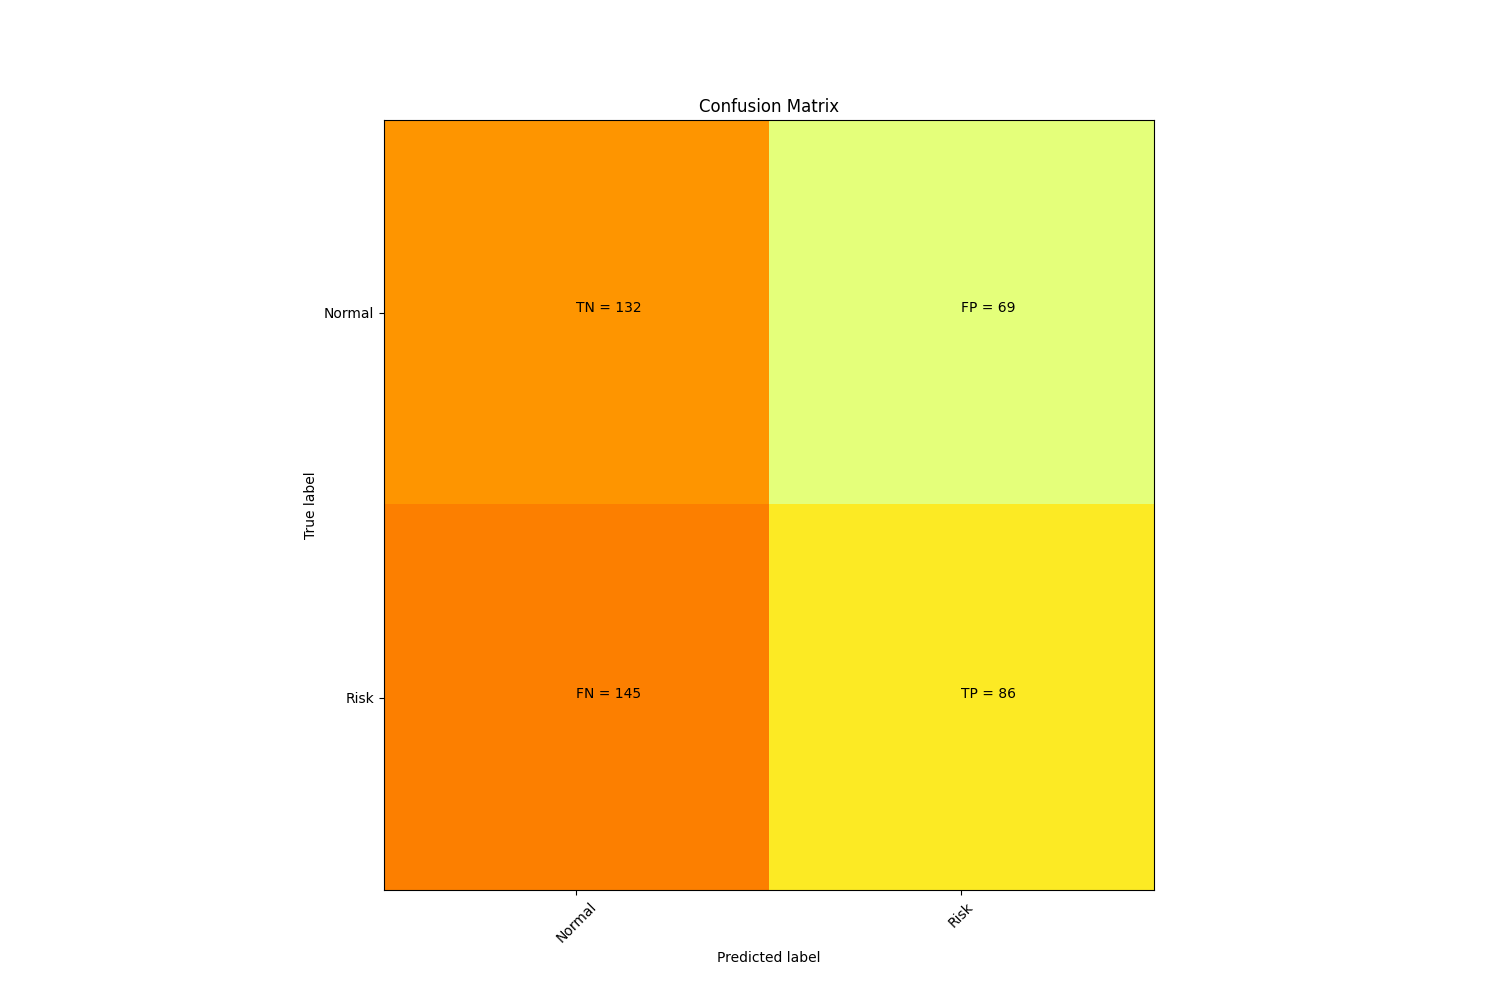 Confusion Matrix
Normal
TN = 132
FP = 69
True label
Risk
FN = 145
TP = 86
Normal
Risk
Predicted label